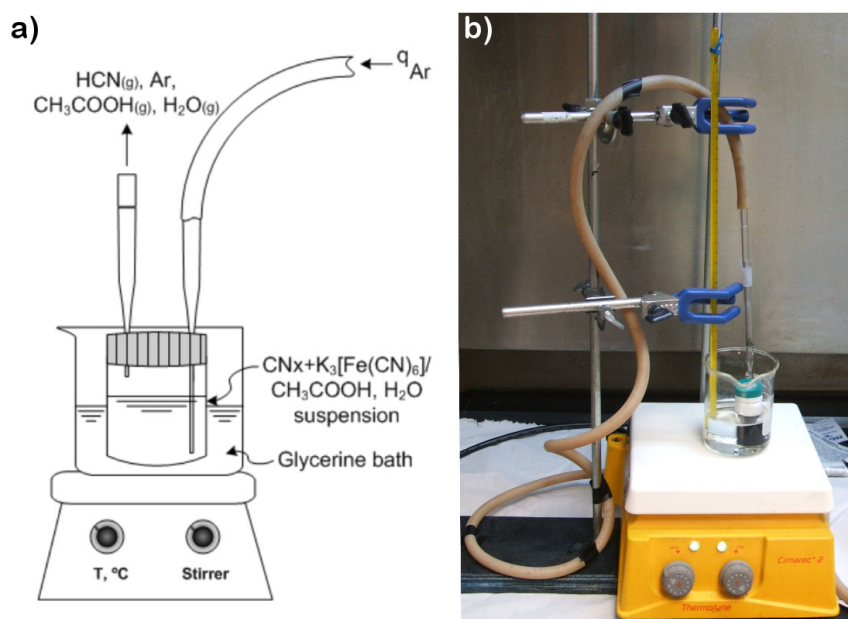 a)
HCN(g), Ar,
CH₃COOH(g), H₂O(g)
qAr
CNx+K₃[Fe(CN)₆]/
CH₃COOH, H₂O
suspension
Glycerine bath
T, ºC
Stirrer
b)
Cimarec® 2
Thermolyne